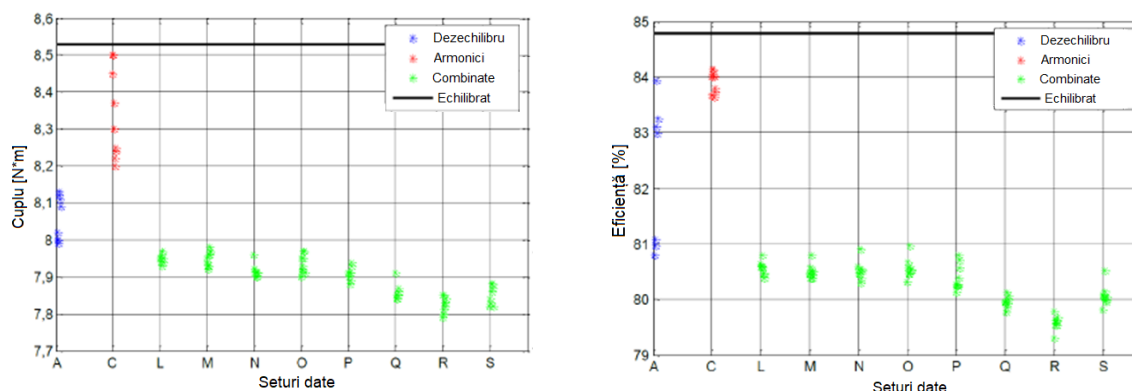 8,6
8,5
8,4
8,3
8,2
8,1
8
7,9
7,8
7,7
Cuplu [N*m]
A C L M N O P Q R S
Seturi date
Dezechilibru
Armonici
Combinate
Echilibrat
85
84
83
82
81
80
79
Eficiență [%]
A C L M N O P Q R S
Seturi date
Dezechilibru
Armonici
Combinate
Echilibrat